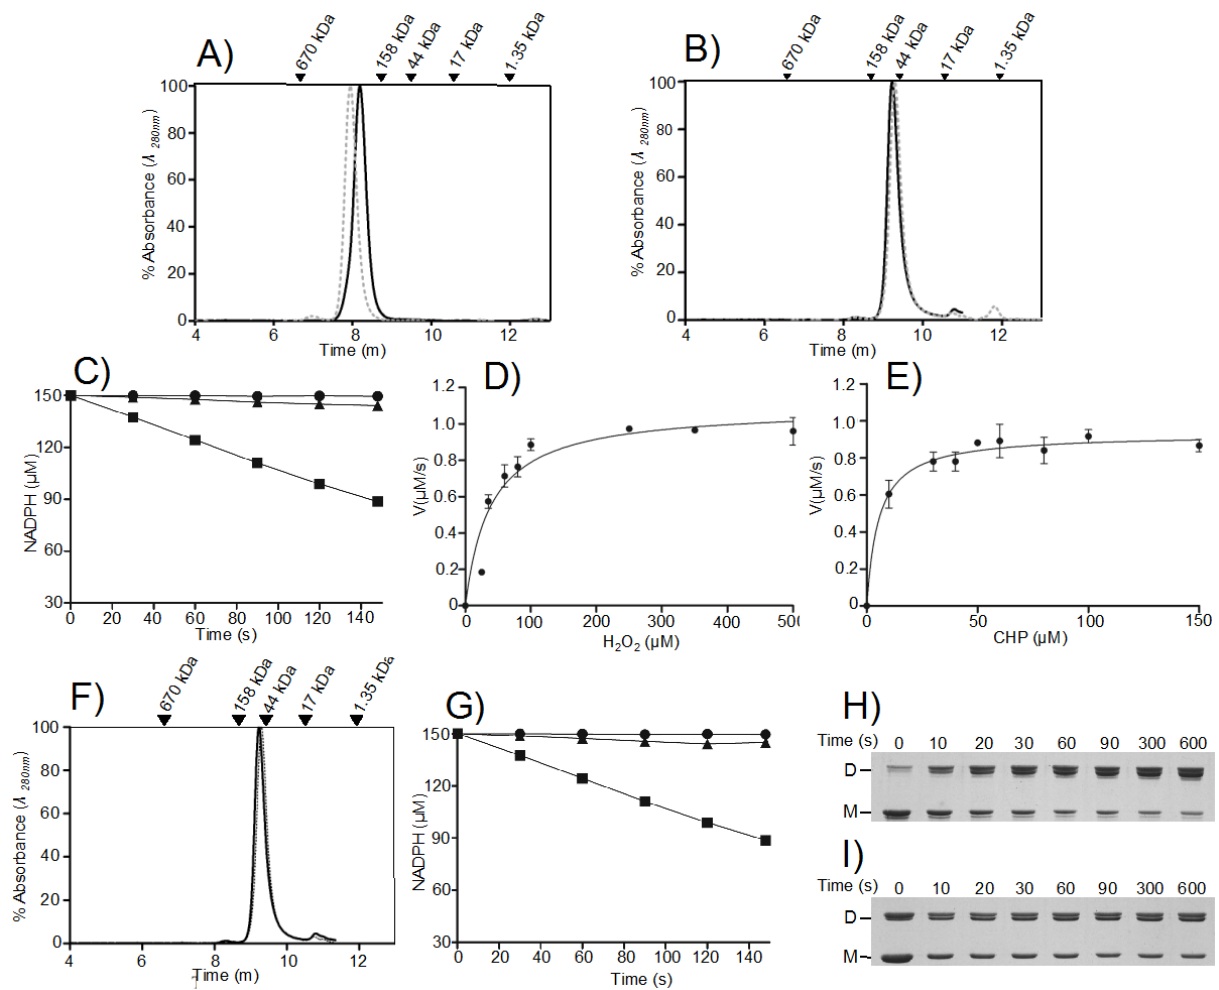 A)
670 kDa 158 kDa 44 kDa 17 kDa 1.35 kDa
% Absorbance (λ 280nm)
100
80
60
40
20
0
4 6 8 10 12
Time (m)
B)
670 kDa 158 kDa 44 kDa 17 kDa 1.35 kDa
% Absorbance (λ 280nm)
100
80
60
40
20
0
4 6 8 10 12
Time (m)
C)
NADPH (µM)
150
120
90
60
30
0 20 40 60 80 100 120 140
Time (s)
D)
V(µM/s)
1.2
1.0
0.8
0.6
0.4
0.2
0
0 100 200 300 400 500
H₂O₂ (µM)
E)
V(µM/s)
1.2
1.0
0.8
0.6
0.4
0.2
0
0 50 100 150
CHP (µM)
F)
670 kDa 158 kDa 44 kDa 17 kDa 1.35 kDa
% Absorbance (λ 280nm)
100
80
60
40
20
0
4 6 8 10 12
Time (m)
G)
NADPH (µM)
150
120
90
60
30
0 20 40 60 80 100 120 140
Time (s)
H)
Time (s) 0 10 20 30 60 90 300 600
D
M
I)
Time (s) 0 10 20 30 60 90 300 600
D
M